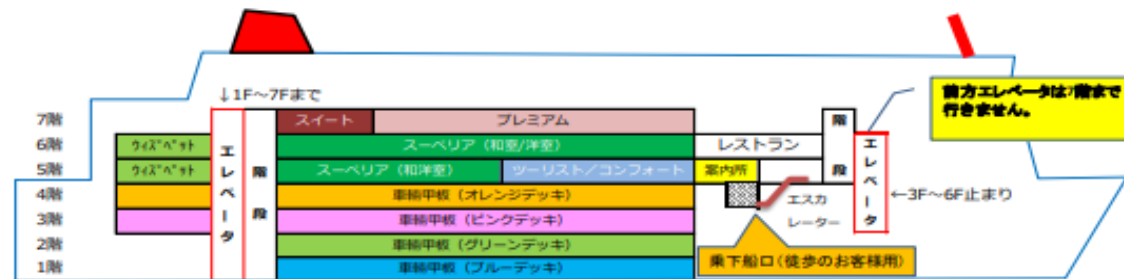 ↓1F～7Fまで
前方エレベータは7階まで
行きません。
7階
スイート
プレミアム
階段
6階
ウィズﾞペット
エレベータ
階段
スーペリア（和室/洋室）
レストラン
エレベータ
5階
ウィズﾞペット
スーペリア（和洋室）
ツーリスト／コンフォート
案内所
4階
車輌甲板（オレンジデッキ）
エスカ
レーター
←3F～6F止まり
3階
車輌甲板（ピンクデッキ）
2階
車輌甲板（グリーンデッキ）
乗下船口（徒歩のお客様用）
1階
車輌甲板（ブルーデッキ）